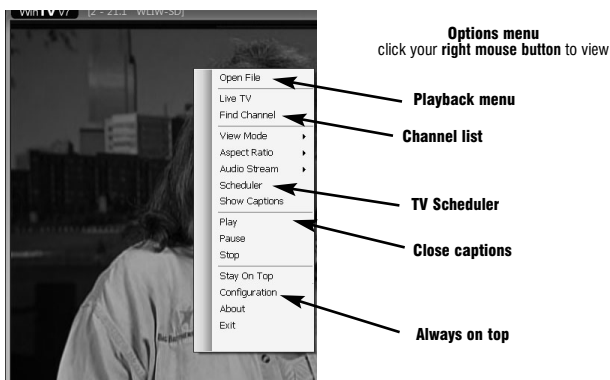 WinTV v7 [2 - 21.1 WLIW-SD]
Options menu
click your right mouse button to view
Open File
Live TV
Find Channel
View Mode
Aspect Ratio
Audio Stream
Scheduler
Show Captions
Play
Pause
Stop
Stay On Top
Configuration
About
Exit
Playback menu
Channel list
TV Scheduler
Close captions
Always on top